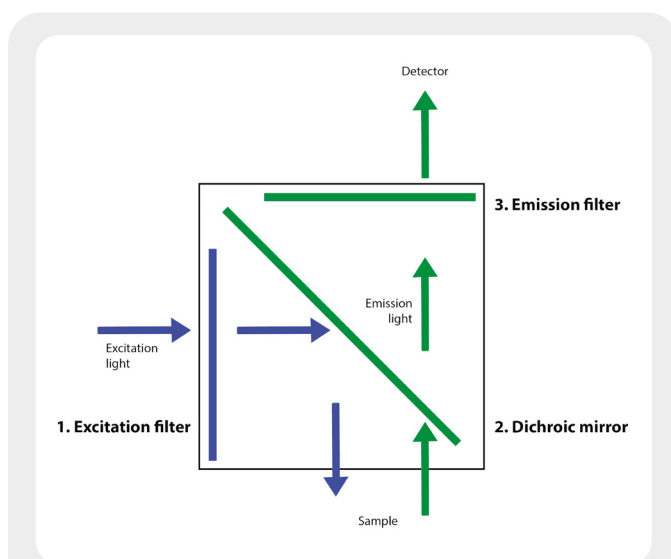 Detector
3. Emission filter
Emission
light
Excitation
light
1. Excitation filter
2. Dichroic mirror
Sample